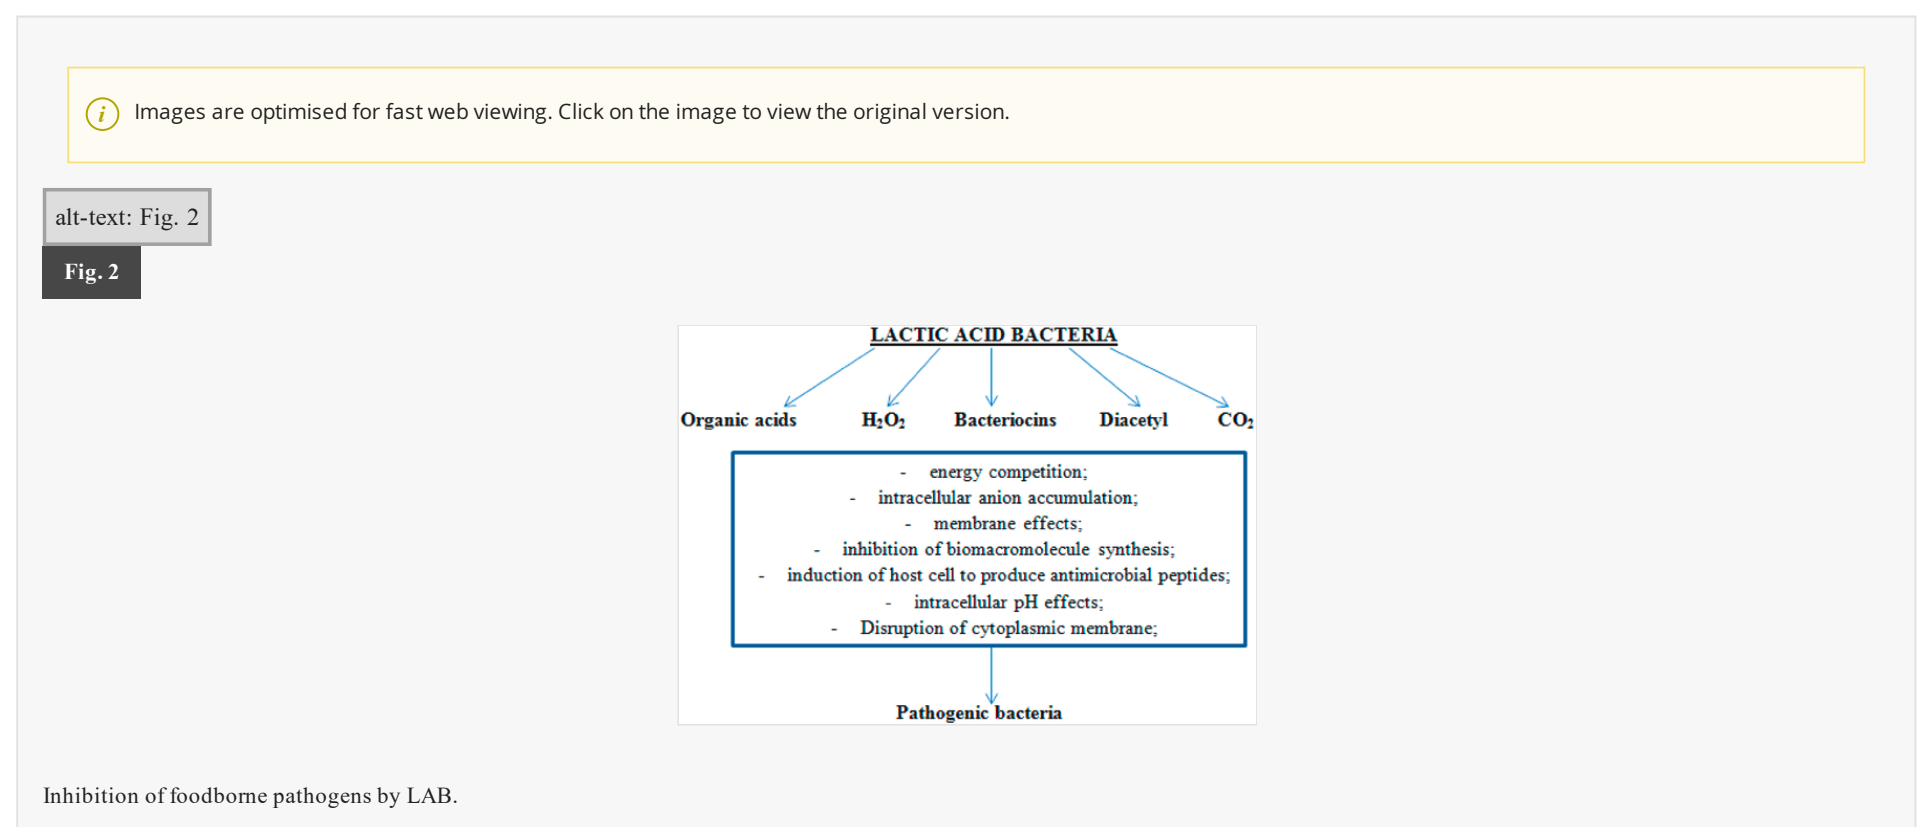 Images are optimised for fast web viewing. Click on the image to view the original version.
alt-text: Fig. 2
Fig. 2
LACTIC ACID BACTERIA
Organic acids H₂O₂ Bacteriocins Diacetyl CO₂
- energy competition;
- intracellular anion accumulation;
- membrane effects;
- inhibition of biomacromolecule synthesis;
- induction of host cell to produce antimicrobial peptides;
- intracellular pH effects;
- Disruption of cytoplasmic membrane;
Pathogenic bacteria
Inhibition of foodborne pathogens by LAB.